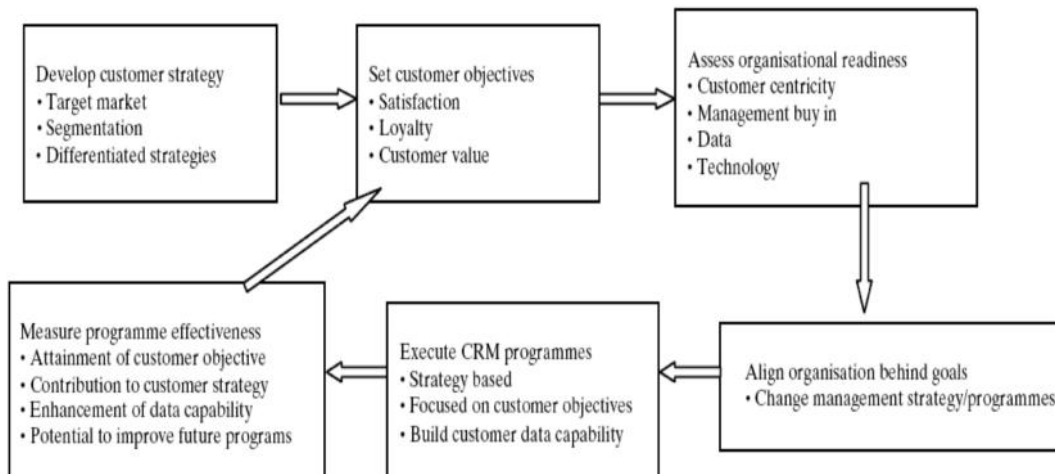 Develop customer strategy
• Target market
• Segmentation
• Differentiated strategies
Set customer objectives
• Satisfaction
• Loyalty
• Customer value
Assess organisational readiness
• Customer centricity
• Management buy in
• Data
• Technology
Align organisation behind goals
• Change management strategy/programmes
Execute CRM programmes
• Strategy based
• Focused on customer objectives
• Build customer data capability
Measure programme effectiveness
• Attainment of customer objective
• Contribution to customer strategy
• Enhancement of data capability
• Potential to improve future programs